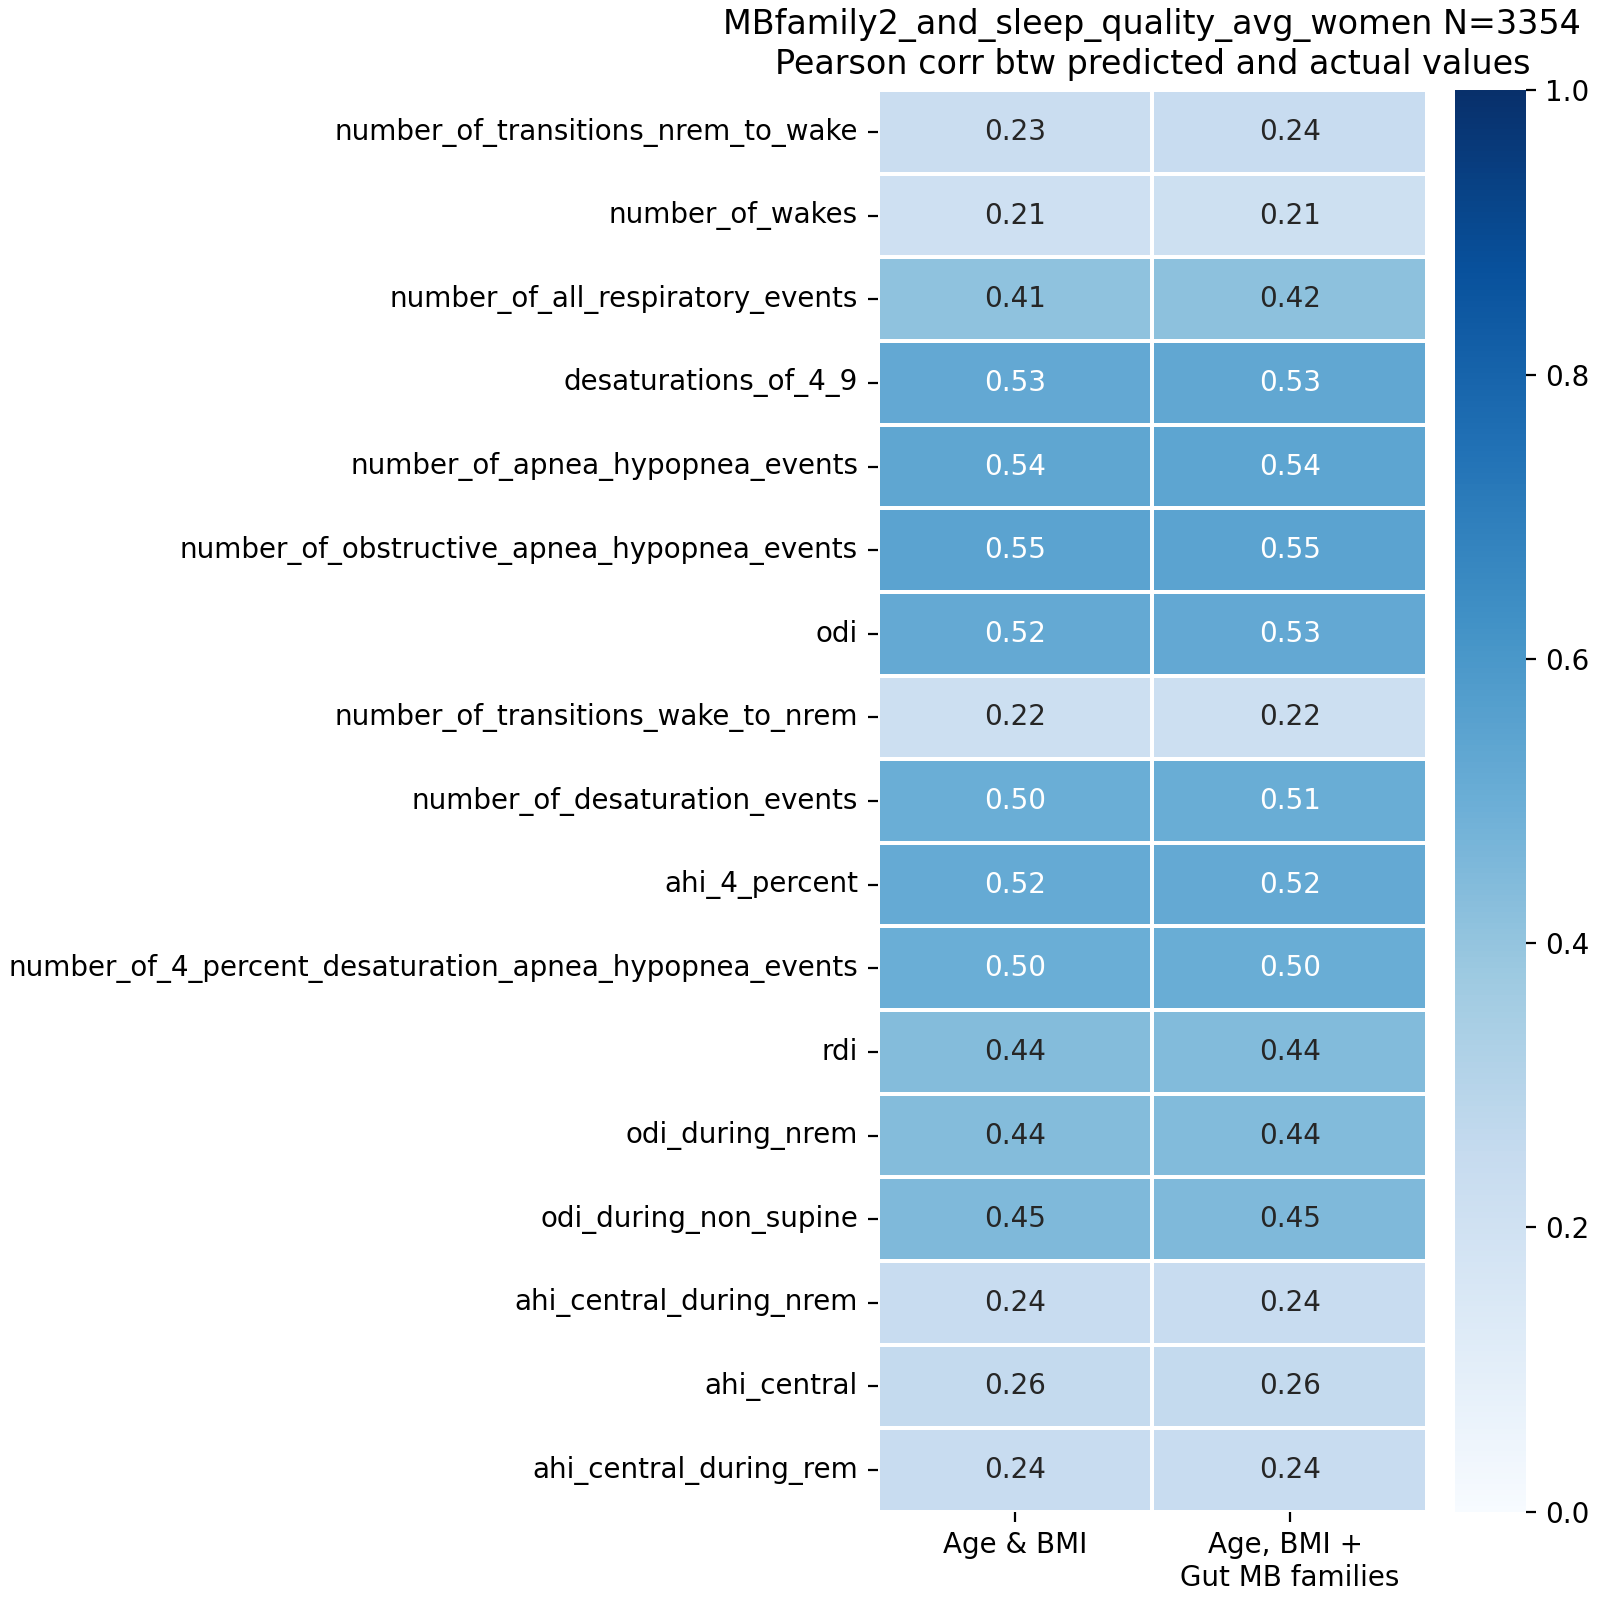 MBfamily2_and_sleep_quality_avg_women N=3354
Pearson corr btw predicted and actual values
number_of_transitions_nrem_to_wake 0.23 0.24
number_of_wakes 0.21 0.21
number_of_all_respiratory_events 0.41 0.42
desaturations_of_4_9 0.53 0.53
number_of_apnea_hypopnea_events 0.54 0.54
number_of_obstructive_apnea_hypopnea_events 0.55 0.55
odi 0.52 0.53
number_of_transitions_wake_to_nrem 0.22 0.22
number_of_desaturation_events 0.50 0.51
ahi_4_percent 0.52 0.52
number_of_4_percent_desaturation_apnea_hypopnea_events 0.50 0.50
rdi 0.44 0.44
odi_during_nrem 0.44 0.44
odi_during_non_supine 0.45 0.45
ahi_central_during_nrem 0.24 0.24
ahi_central 0.26 0.26
ahi_central_during_rem 0.24 0.24
Age & BMI
Age, BMI +
Gut MB families
1.0
0.8
0.6
0.4
0.2
0.0